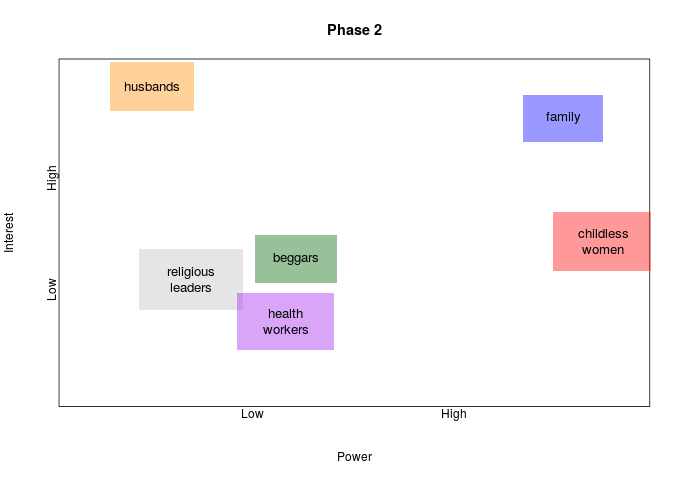 Phase 2
husbands
family
High
childless
women
Interest
beggars
religious
leaders
Low
health
workers
Low
High
Power